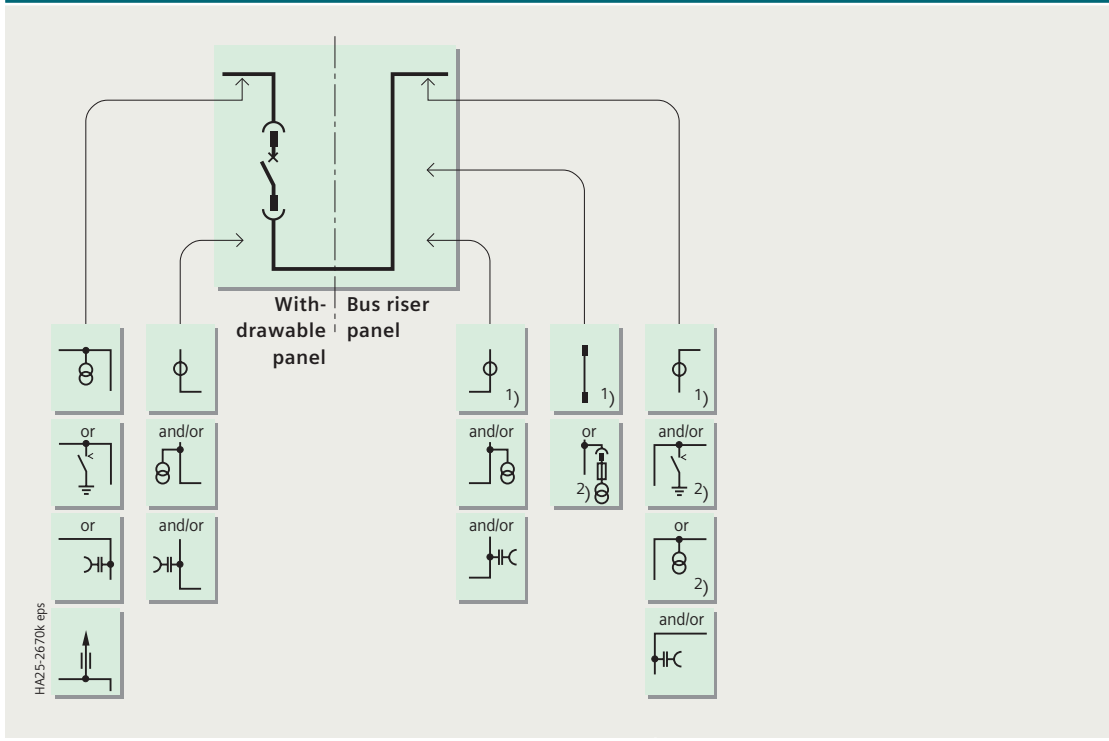 With-
drawable
panel
Bus riser
panel
or
or
and/or
and/or
1)
and/or
and/or
1)
or
2)
1)
and/or
2)
or
2)
and/or
HA25-2670k eps